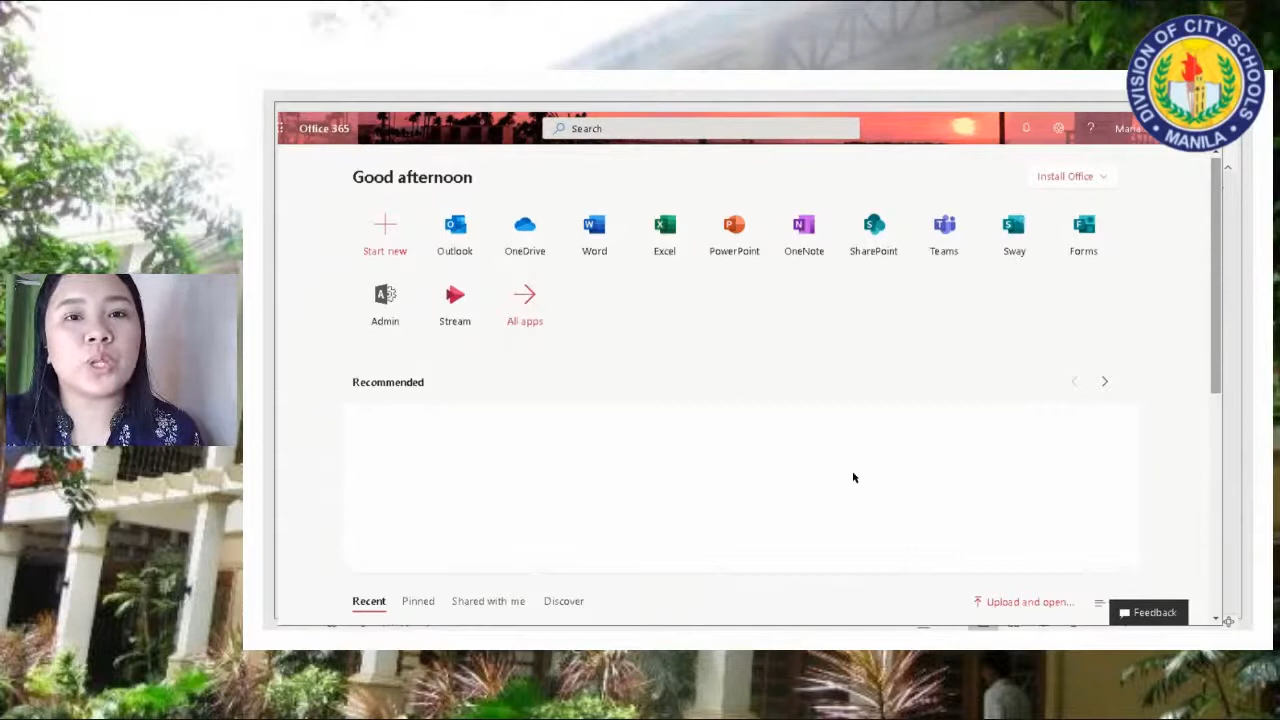 DIVISION OF CITY SCHOOLS
MANILA
Office 365
Search
?
Good afternoon
Install Office
Start new
Outlook
OneDrive
Word
Excel
PowerPoint
OneNote
SharePoint
Teams
Sway
Forms
Admin
Stream
All apps
Recommended
Recent
Pinned
Shared with me
Discover
Upload and open...
Feedback